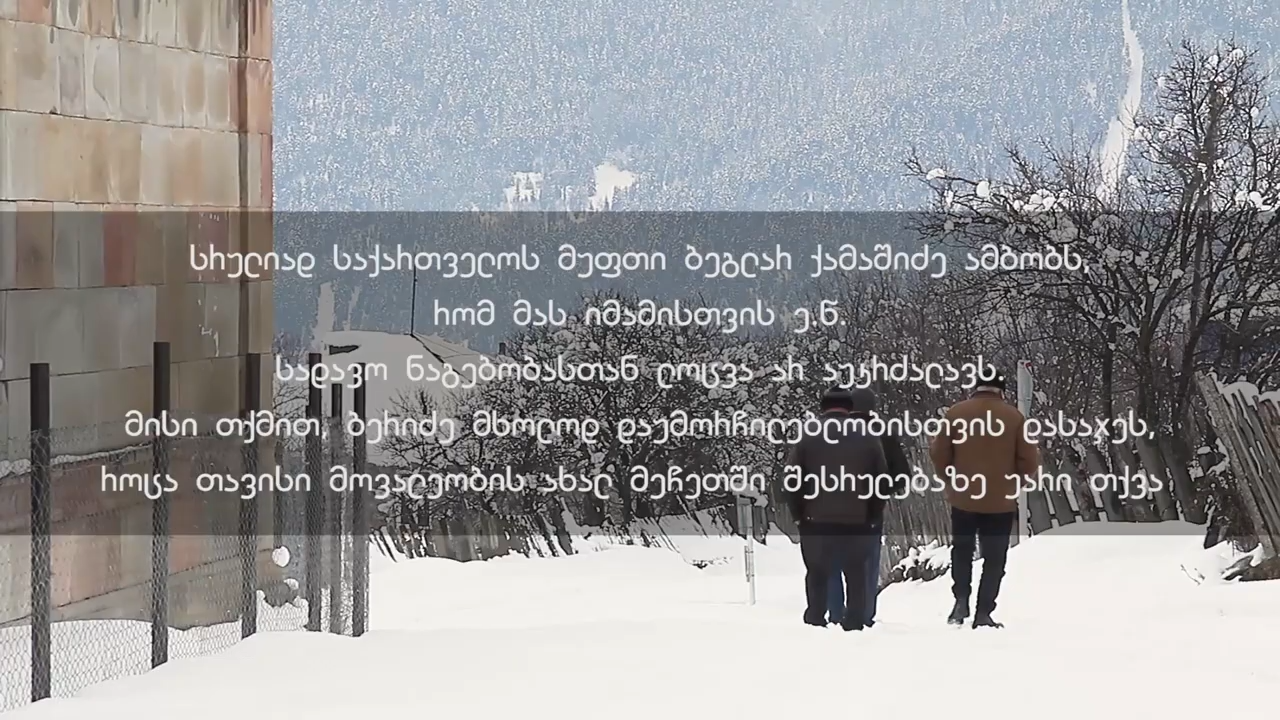 სრულიად საქართველოს მუფთი ბეგლარ ქამაშიძე ამბობს,
რომ მას იმამისთვის ე.წ.
სადავო ნაგებობასთან ლოცვა არ აუკრძალავს.
მისი თქმით, ბერიძე მხოლოდ დაუმორჩილებლობისთვის დასაჯეს,
როცა თავისი მოვალეობის ახალ მეჩეთში შესრულებაზე უარი თქვა